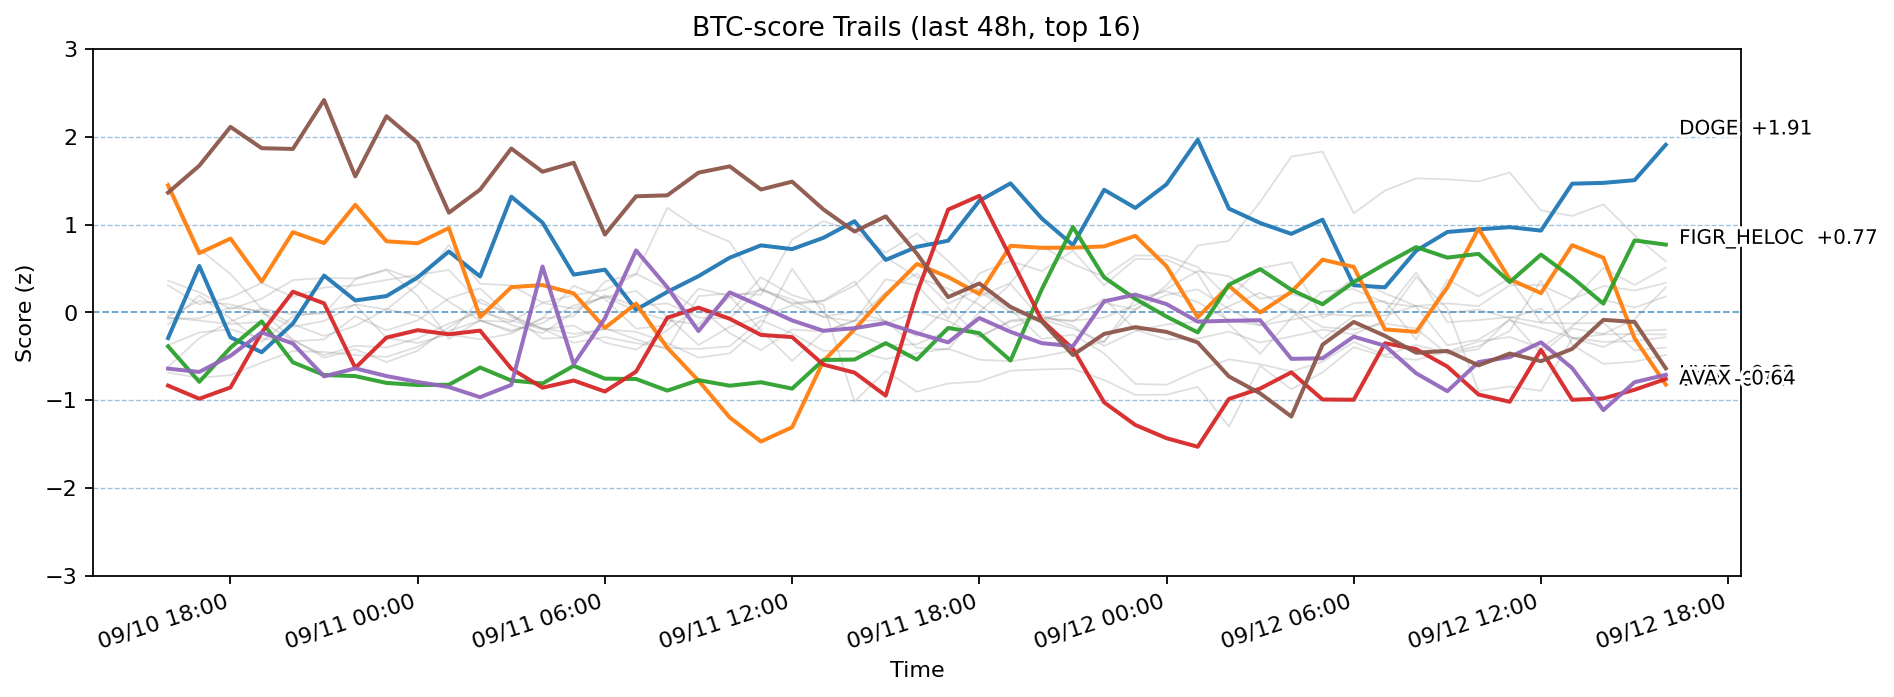 BTC-score Trails (last 48h, top 16)
Score (z)
3
2
1
0
−1
−2
−3
DOGE +1.91
FIGR_HELOC +0.77
AVAX -0.64
09/10 18:00
09/11 00:00
09/11 06:00
09/11 12:00
09/11 18:00
09/12 00:00
09/12 06:00
09/12 12:00
09/12 18:00
Time